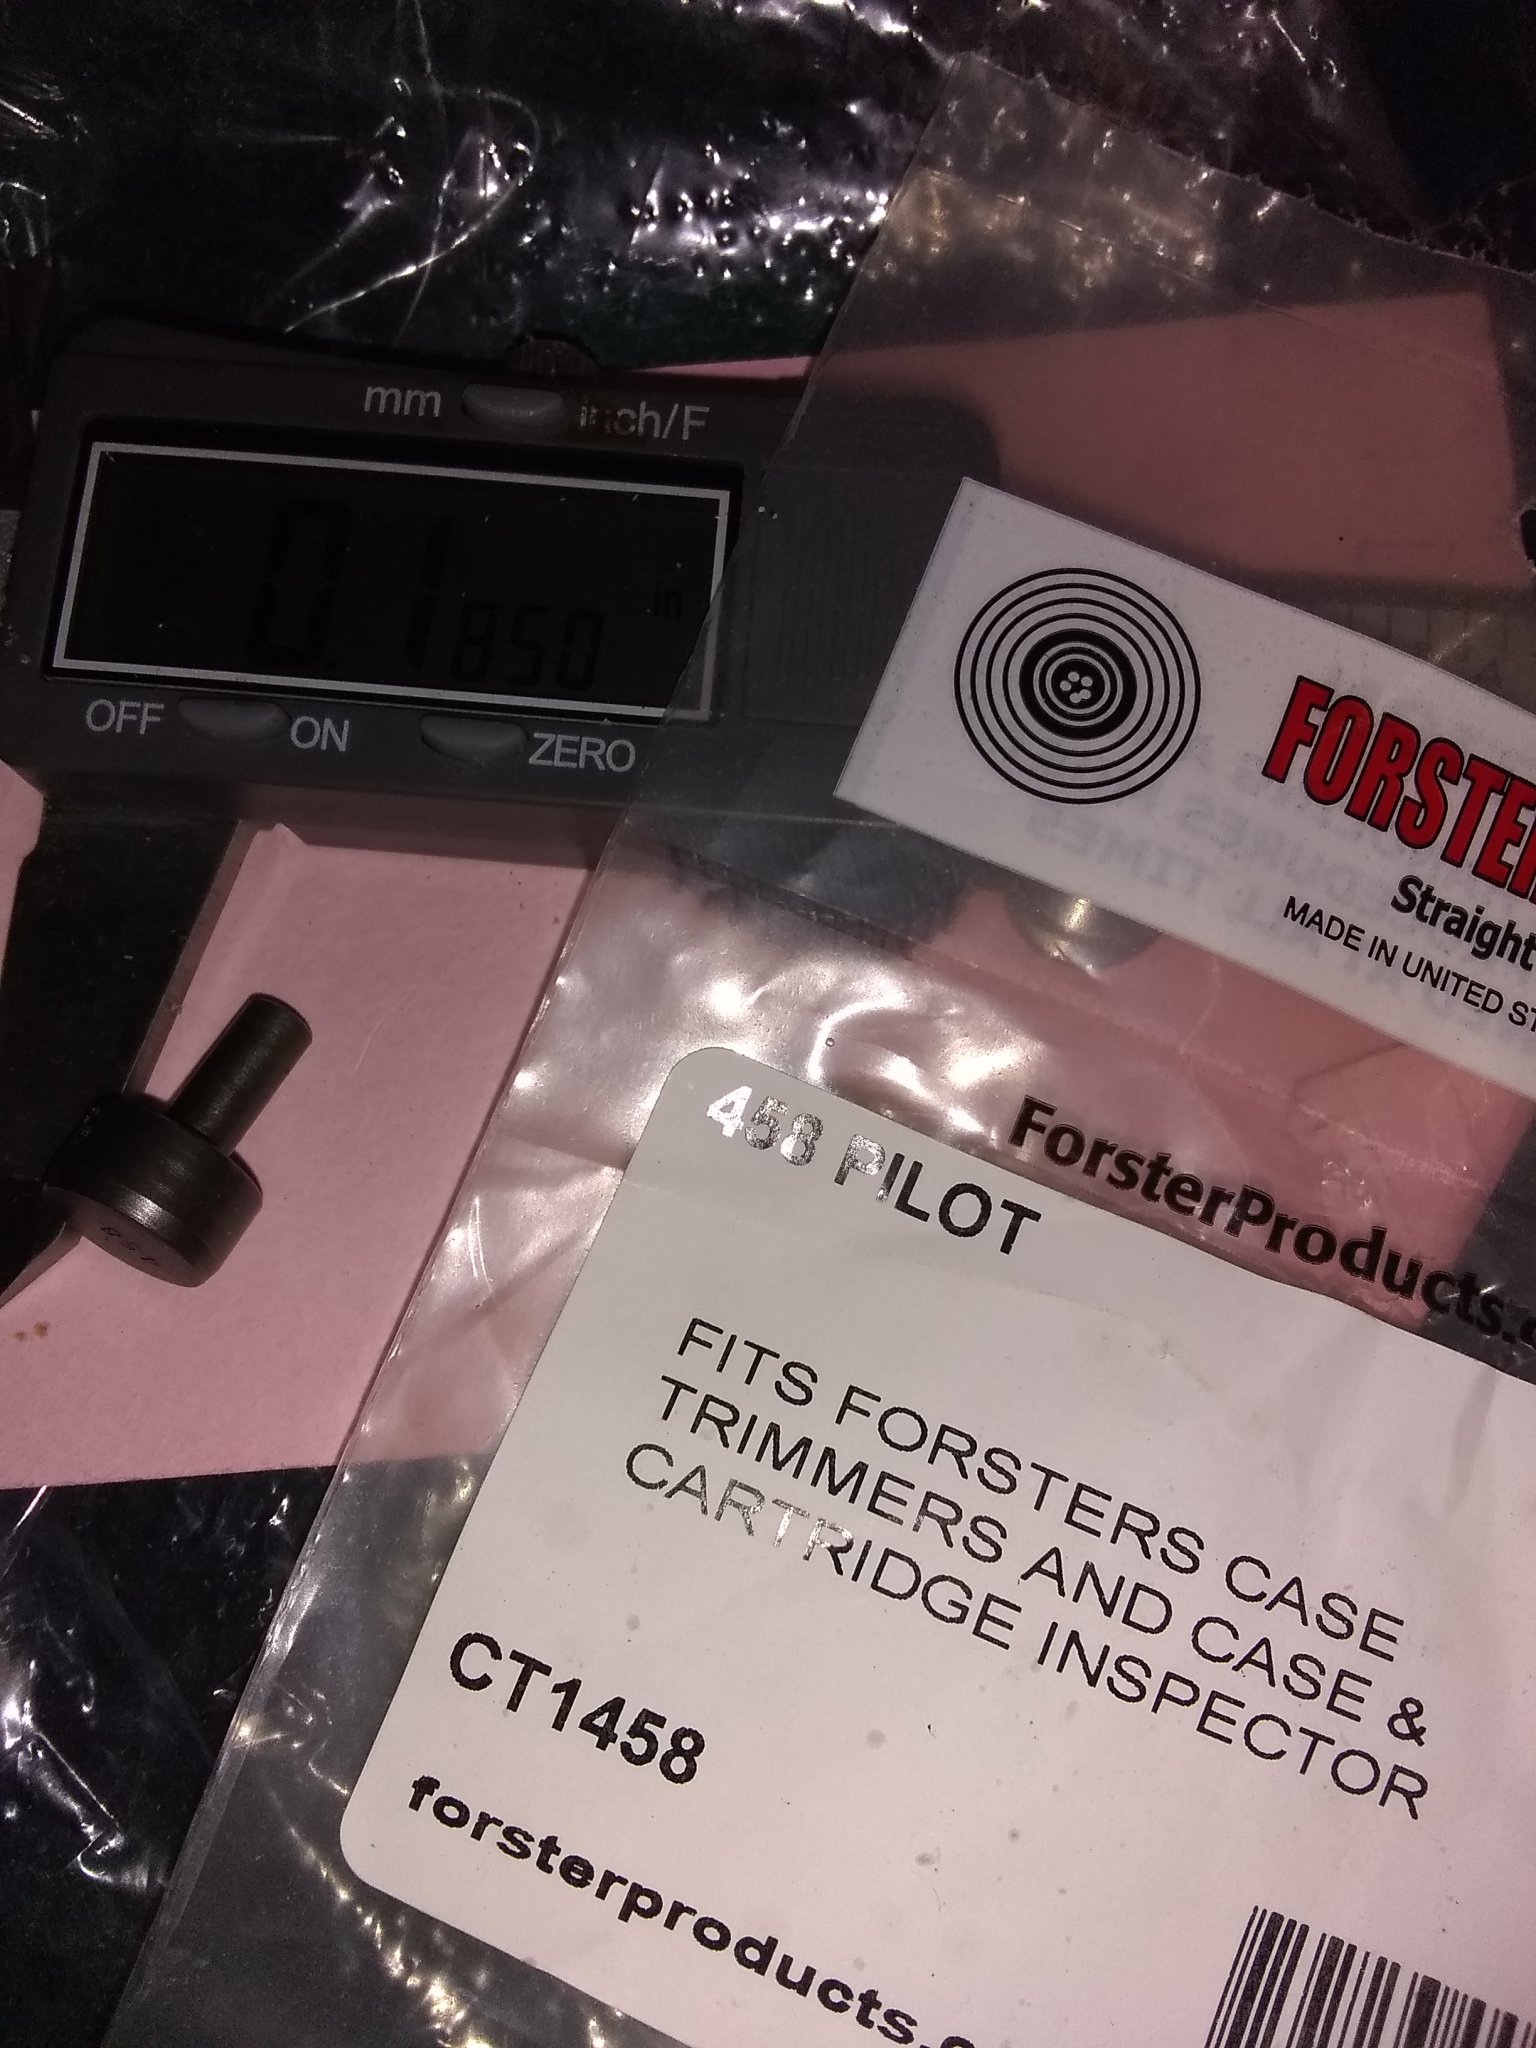 mm inch/F
0.1850 in
OFF ON ZERO
FORSTER
Straight
MADE IN UNITED ST
ForsterProducts.c
458 PILOT
FITS FORSTERS CASE
TRIMMERS AND CASE &
CARTRIDGE INSPECTOR
CT1458
forsterproducts.c
458